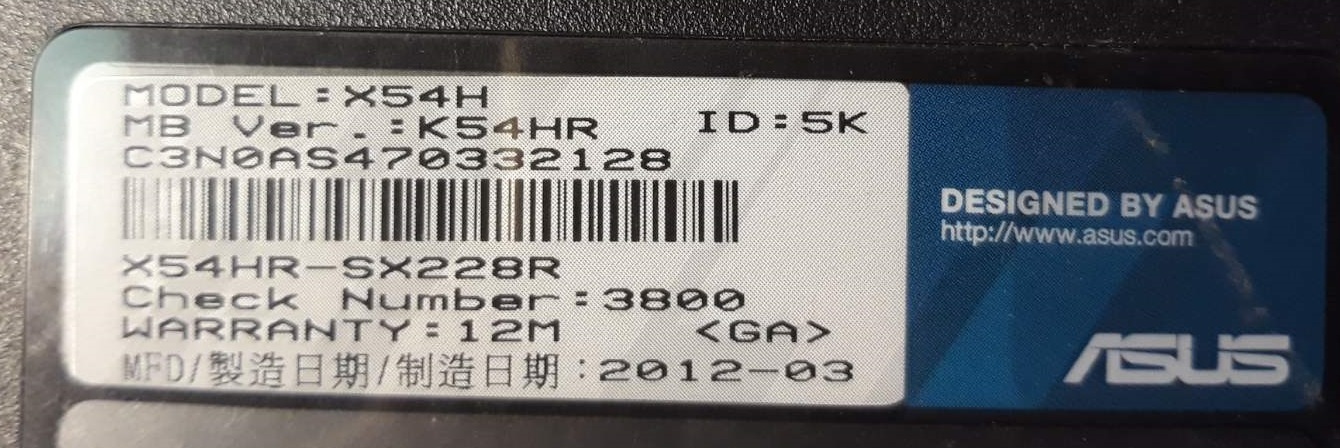 MODEL:X54H
MB Ver.:K54HR ID:5K
C3N0AS470332128
X54HR-SX228R
Check Number:3800
WARRANTY:12M <GA>
MFD/製造日期/制造日期:2012-03
DESIGNED BY ASUS
http://www.asus.com
ASUS